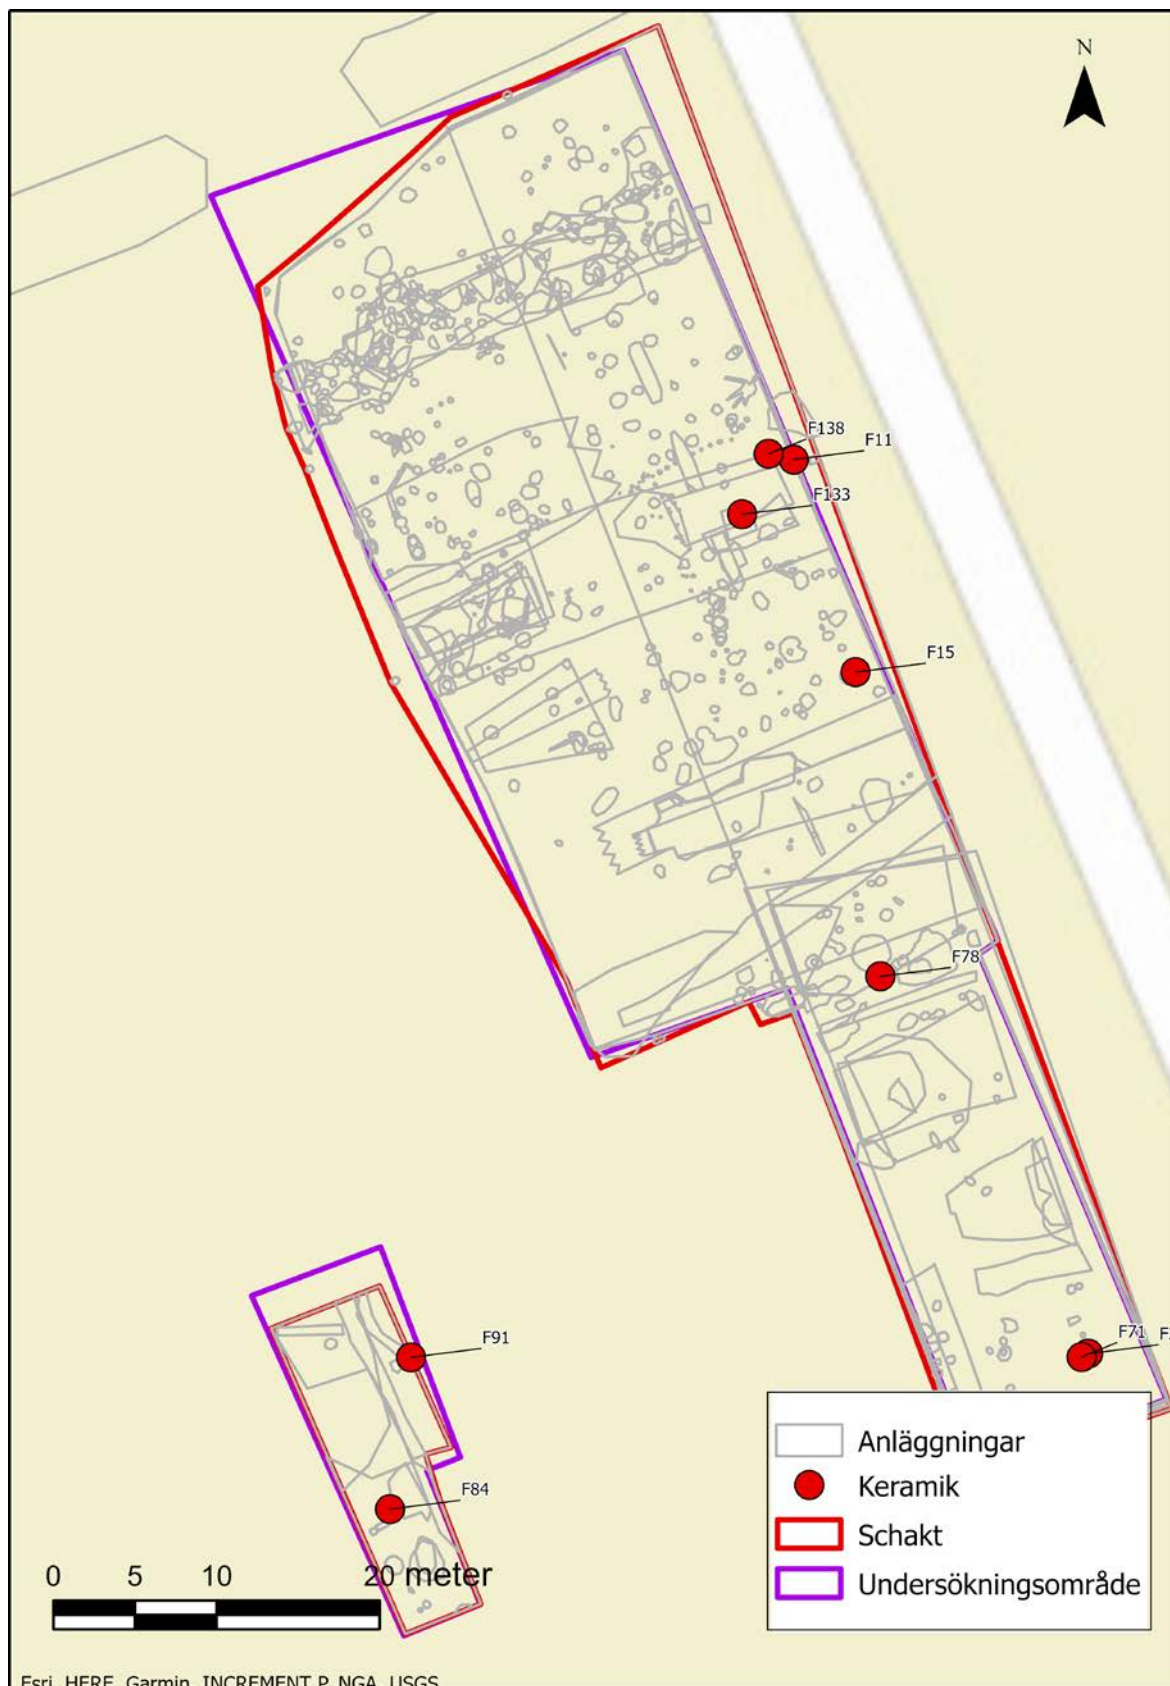 N
F138
F11
F133
F15
F78
F71
F91
F84
Anläggningar
Keramik
Schakt
Undersökningsområde
0 5 10 20 meter
Esri, HERE, Garmin, INCREMENT P, NGA, USGS